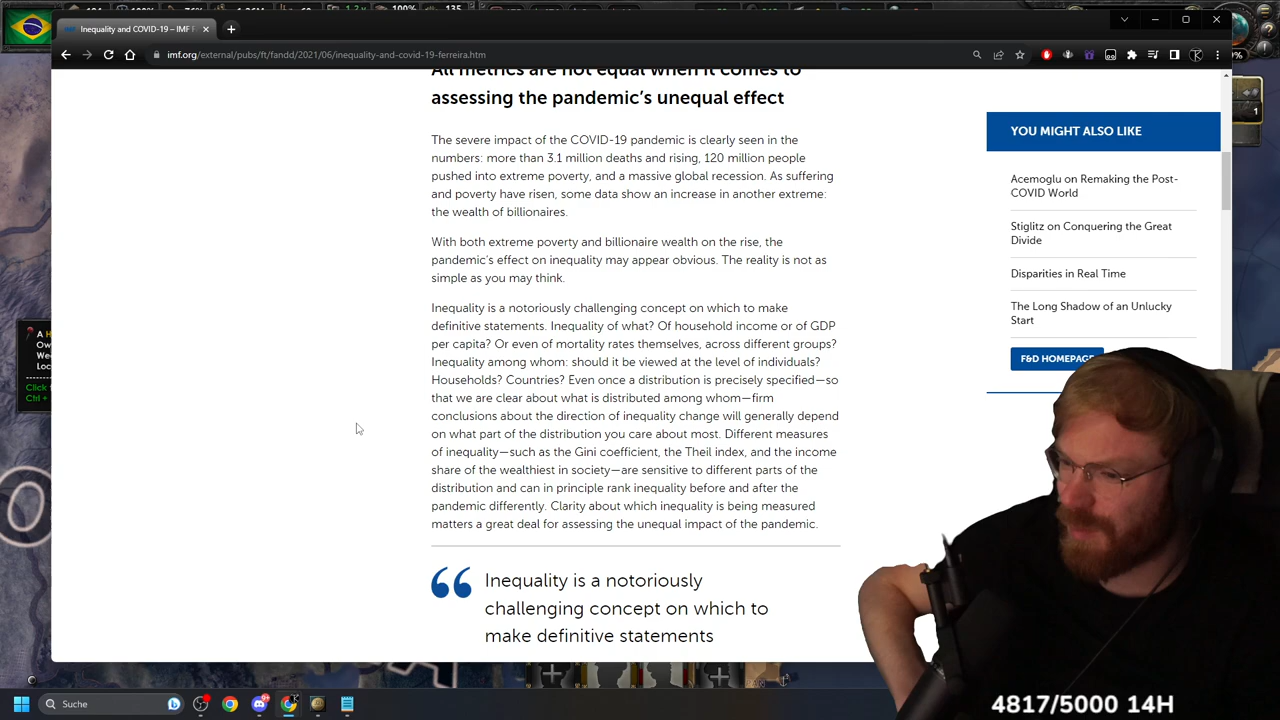 Inequality and COVID-19 – IMF F
imf.org/external/pubs/ft/fandd/2021/06/inequality-and-covid-19-ferreira.htm
All metrics are not equal when it comes to
assessing the pandemic's unequal effect
The severe impact of the COVID-19 pandemic is clearly seen in the
numbers: more than 3.1 million deaths and rising, 120 million people
pushed into extreme poverty, and a massive global recession. As suffering
and poverty have risen, some data show an increase in another extreme:
the wealth of billionaires.
With both extreme poverty and billionaire wealth on the rise, the
pandemic's effect on inequality may appear obvious. The reality is not as
simple as you may think.
Inequality is a notoriously challenging concept on which to make
definitive statements. Inequality of what? Of household income or of GDP
per capita? Or even of mortality rates themselves, across different groups?
Inequality among whom: should it be viewed at the level of individuals?
Households? Countries? Even once a distribution is precisely specified—so
that we are clear about what is distributed among whom—firm
conclusions about the direction of inequality change will generally depend
on what part of the distribution you care about most. Different measures
of inequality—such as the Gini coefficient, the Theil index, and the income
share of the wealthiest in society—are sensitive to different parts of the
distribution and can in principle rank inequality before and after the
pandemic differently. Clarity about which inequality is being measured
matters a great deal for assessing the unequal impact of the pandemic.
Inequality is a notoriously
challenging concept on which to
make definitive statements
YOU MIGHT ALSO LIKE
Acemoglu on Remaking the Post-
COVID World
Stiglitz on Conquering the Great
Divide
Disparities in Real Time
The Long Shadow of an Unlucky
Start
F&D HOMEPAGE
A H
Ow
We
Loc
Click
Ctrl +
1
Suche
4817/5000 14H